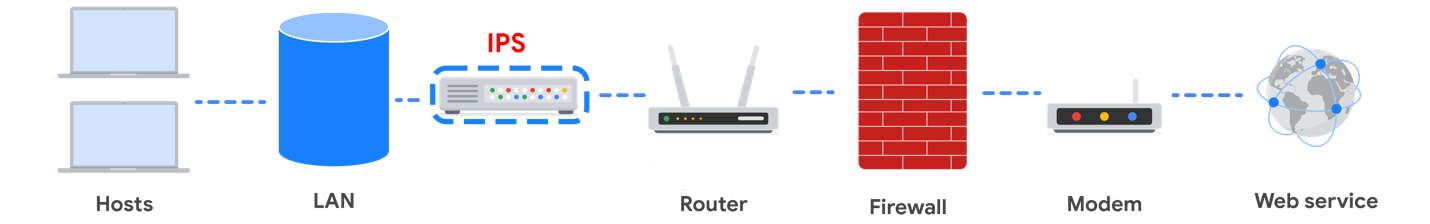 IPS
Hosts
LAN
Router
Firewall
Modem
Web service